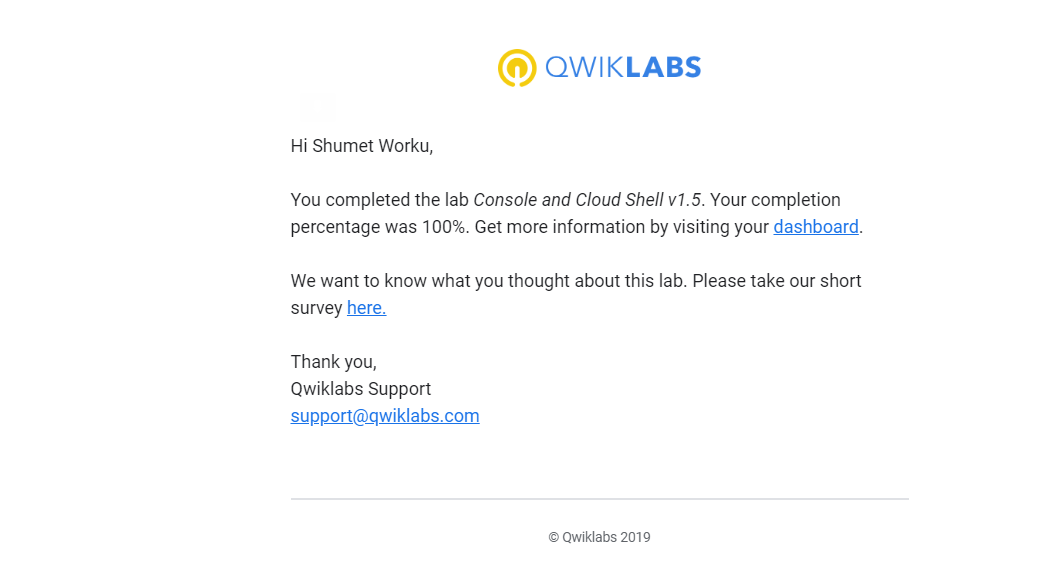 QWIKLABS
Hi Shumet Worku,
You completed the lab Console and Cloud Shell v1.5. Your completion
percentage was 100%. Get more information by visiting your dashboard.
We want to know what you thought about this lab. Please take our short
survey here.
Thank you,
Qwiklabs Support
support@qwiklabs.com
© Qwiklabs 2019